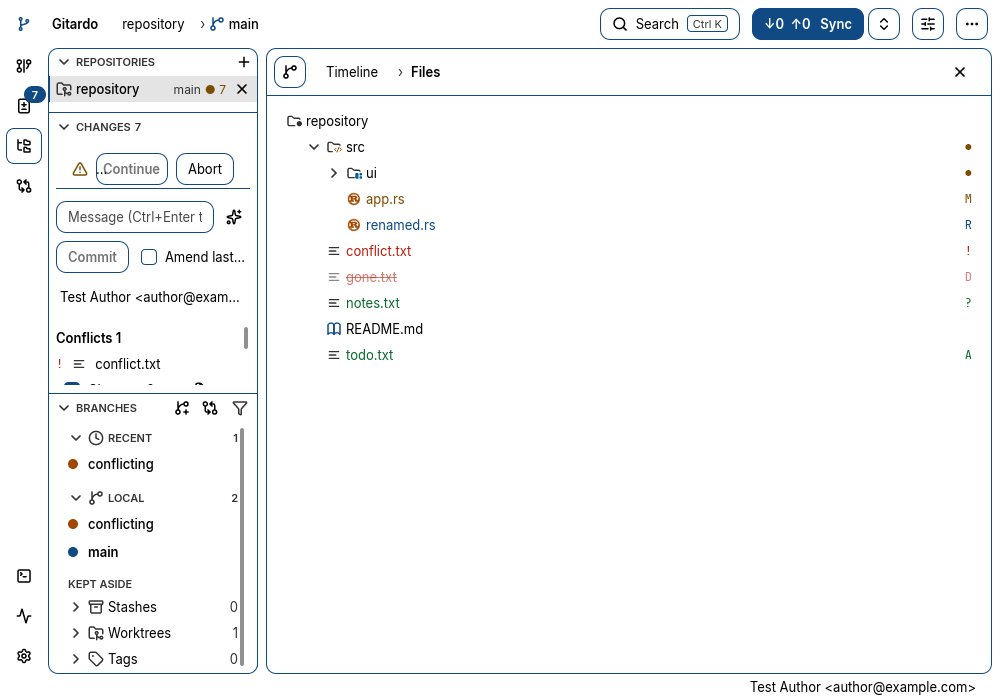 Gitardo repository › main Search Ctrl K ↓0 ↑0 Sync
REPOSITORIES
repository main 7
7
CHANGES 7
...Continue Abort
Message (Ctrl+Enter t
Commit Amend last...
Test Author <author@exam...
Conflicts 1
! conflict.txt
BRANCHES
RECENT 1
conflicting
LOCAL 2
conflicting
main
KEPT ASIDE
Stashes 0
Worktrees 1
Tags 0
Timeline › Files
repository
src
ui
app.rs M
renamed.rs R
conflict.txt !
gone.txt D
notes.txt ?
README.md
todo.txt A
Test Author <author@example.com>